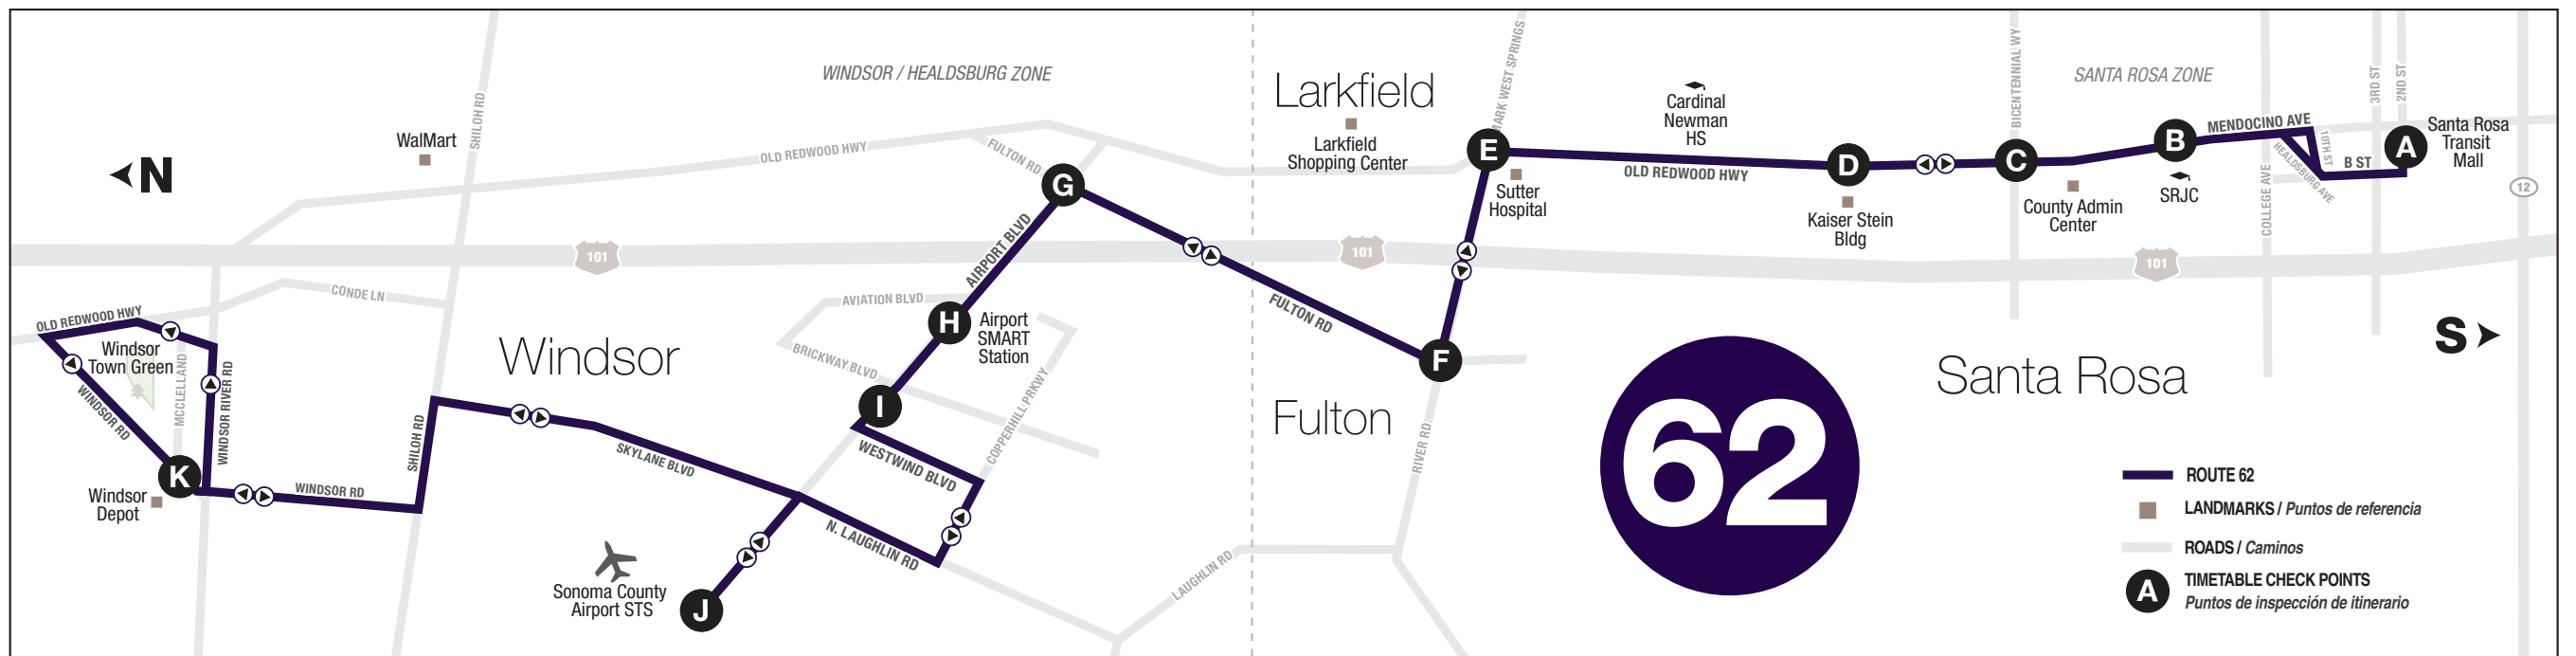 WINDSOR / HEALDSBURG ZONE
SANTA ROSA ZONE
N
S
WalMart
SHILOH RD
OLD REDWOOD HWY
FULTON RD
G
AIRPORT BLVD
101
Larkfield
Larkfield
Shopping Center
E
MARK WEST SPRINGS
Sutter
Hospital
Cardinal
Newman
HS
OLD REDWOOD HWY
D
Kaiser Stein
Bldg
C
BICENTENNIAL WY
County Admin
Center
B
SRJC
MENDOCINO AVE
10TH ST
HEALDSBURG AVE
COLLEGE AVE
B ST
3RD ST
2ND ST
A
Santa Rosa
Transit
Mall
12
101
101
CONDE LN
OLD REDWOOD HWY
Windsor
Town Green
MCCLELLAND
WINDSOR RIVER RD
WINDSOR RD
K
Windsor
Depot
WINDSOR RD
SHILOH RD
Windsor
SKYLANE BLVD
AVIATION BLVD
BRICKWAY BLVD
H
Airport
SMART
Station
I
WESTWIND BLVD
COPPERHILL PRKWY
N. LAUGHLIN RD
J
Sonoma County
Airport STS
LAUGHLIN RD
FULTON RD
F
Fulton
RIVER RD
62
Santa Rosa
ROUTE 62
LANDMARKS / Puntos de referencia
ROADS / Caminos
A
TIMETABLE CHECK POINTS
Puntos de inspección de itinerario